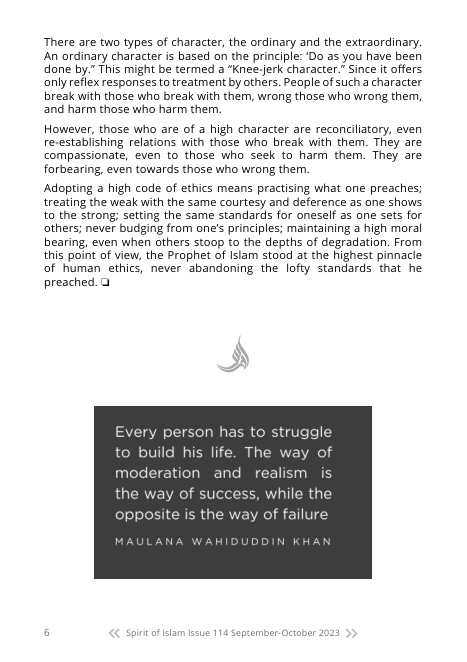 There are two types of character, the ordinary and the extraordinary.
An ordinary character is based on the principle: ‘Do as you have been
done by.” This might be termed a “Knee-jerk character.” Since it offers
only reflex responses to treatment by others. People of such a character
break with those who break with them, wrong those who wrong them,
and harm those who harm them.
However, those who are of a high character are reconciliatory, even
re-establishing relations with those who break with them. They are
compassionate, even to those who seek to harm them. They are
forbearing, even towards those who wrong them.
Adopting a high code of ethics means practising what one preaches;
treating the weak with the same courtesy and deference as one shows
to the strong; setting the same standards for oneself as one sets for
others; never budging from one’s principles; maintaining a high moral
bearing, even when others stoop to the depths of degradation. From
this point of view, the Prophet of Islam stood at the highest pinnacle
of human ethics, never abandoning the lofty standards that he
preached. ❑
Every person has to struggle
to build his life. The way of
moderation and realism is
the way of success, while the
opposite is the way of failure
MAULANA WAHIDUDDIN KHAN
6 Spirit of Islam Issue 114 September-October 2023